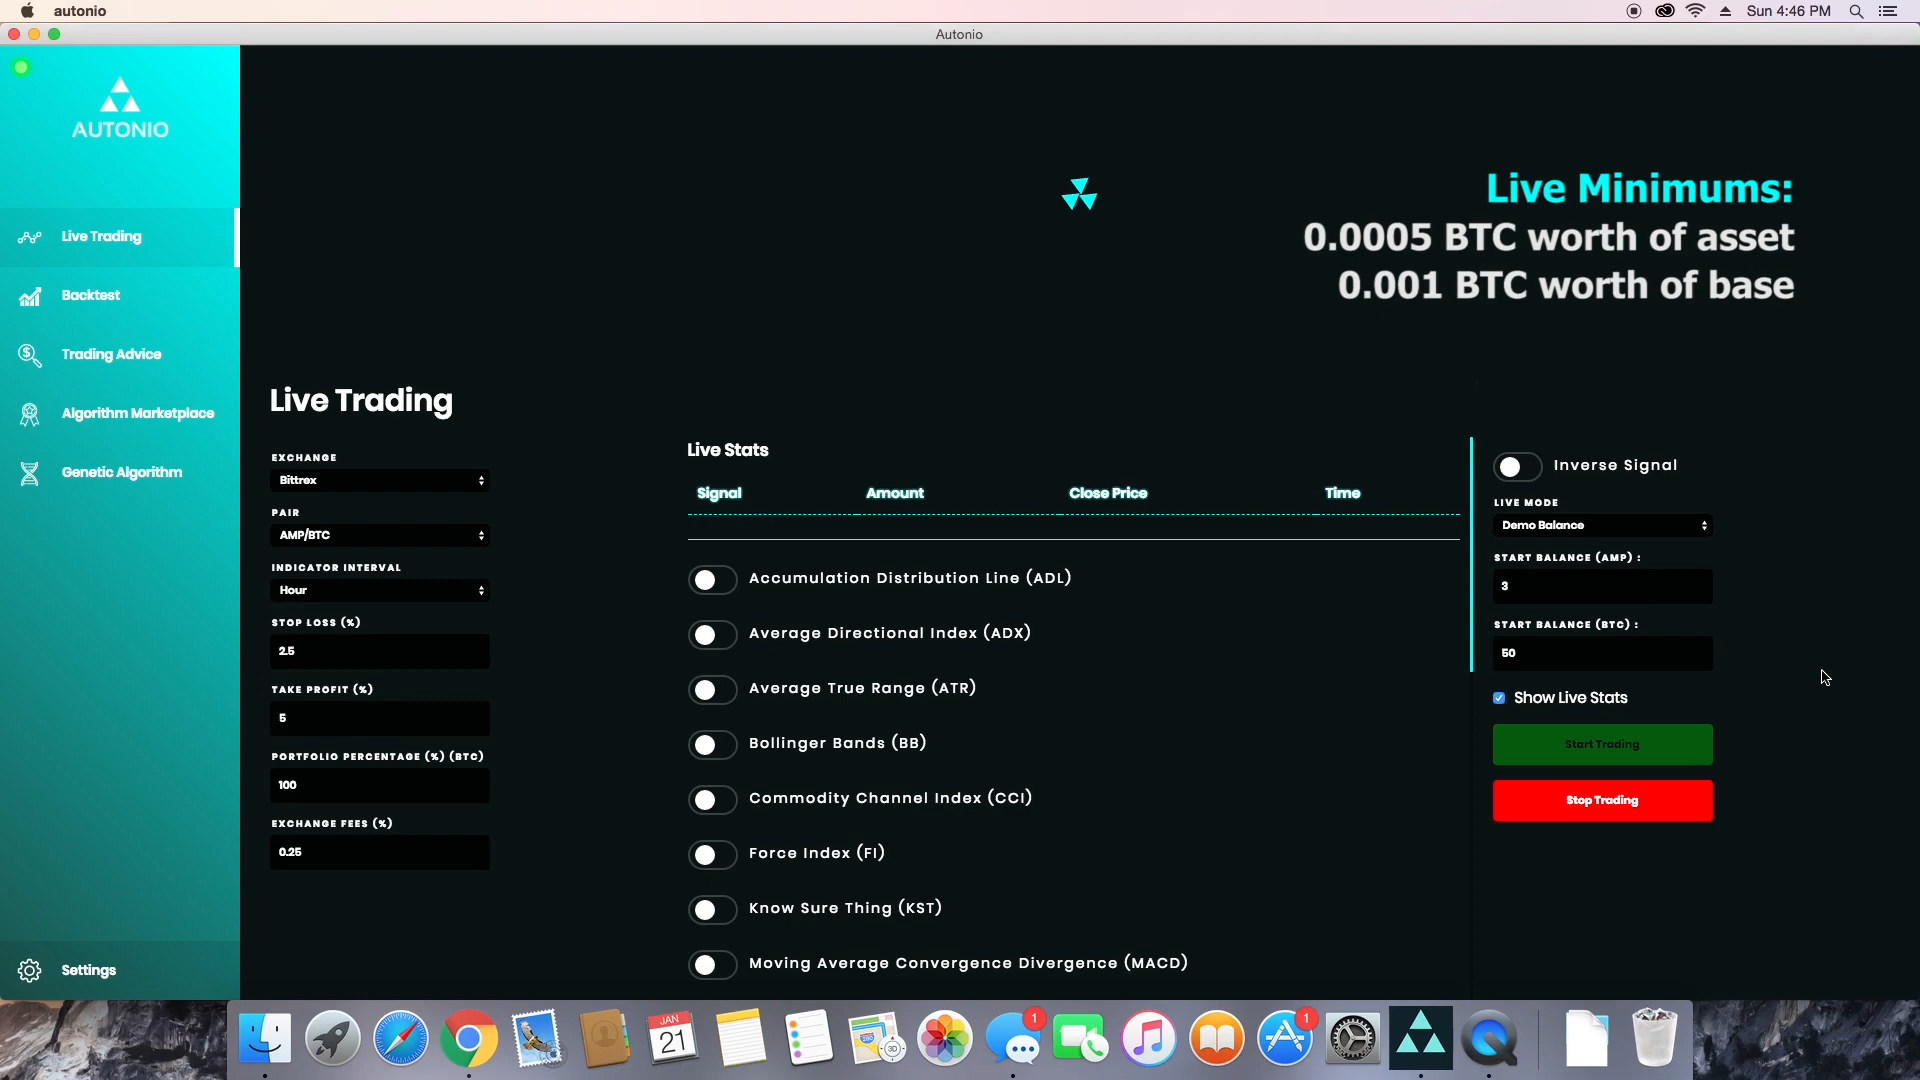 autonio
Sun 4:46 PM
Autonio
AUTONIO
Live Trading
Backtest
Trading Advice
Algorithm Marketplace
Genetic Algorithm
Settings
Live Minimums:
0.0005 BTC worth of asset
0.001 BTC worth of base
Live Trading
EXCHANGE
Bittrex
PAIR
AMP/BTC
INDICATOR INTERVAL
Hour
STOP LOSS (%)
2.5
TAKE PROFIT (%)
5
PORTFOLIO PERCENTAGE (%) (BTC)
100
EXCHANGE FEES (%)
0.25
Live Stats
Signal Amount Close Price Time
Accumulation Distribution Line (ADL)
Average Directional Index (ADX)
Average True Range (ATR)
Bollinger Bands (BB)
Commodity Channel Index (CCI)
Force Index (FI)
Know Sure Thing (KST)
Moving Average Convergence Divergence (MACD)
Inverse Signal
LIVE MODE
Demo Balance
START BALANCE (AMP) :
3
START BALANCE (BTC) :
50
Show Live Stats
Start Trading
Stop Trading
JAN
21
1
1